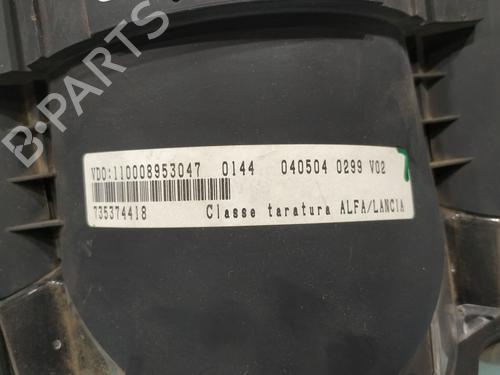 VDO:110008953047 0144 040504 0299 V02
735374418 Classe taratura ALFA/LANCIA
B-PARTS